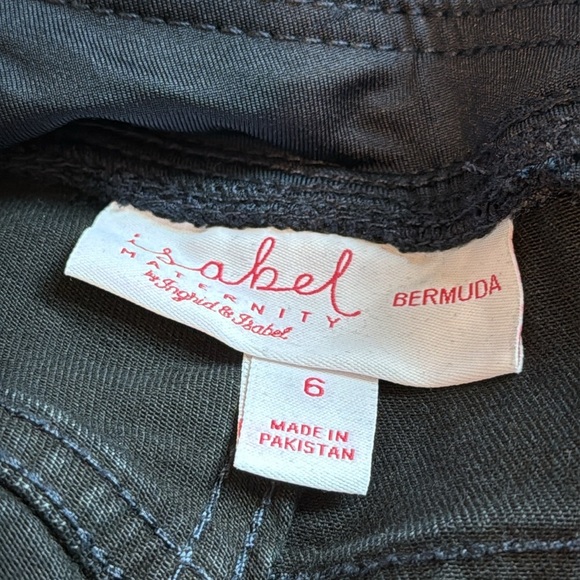 isabel
MATERNITY
by Ingrid & Isabel
BERMUDA
6
MADE IN
PAKISTAN